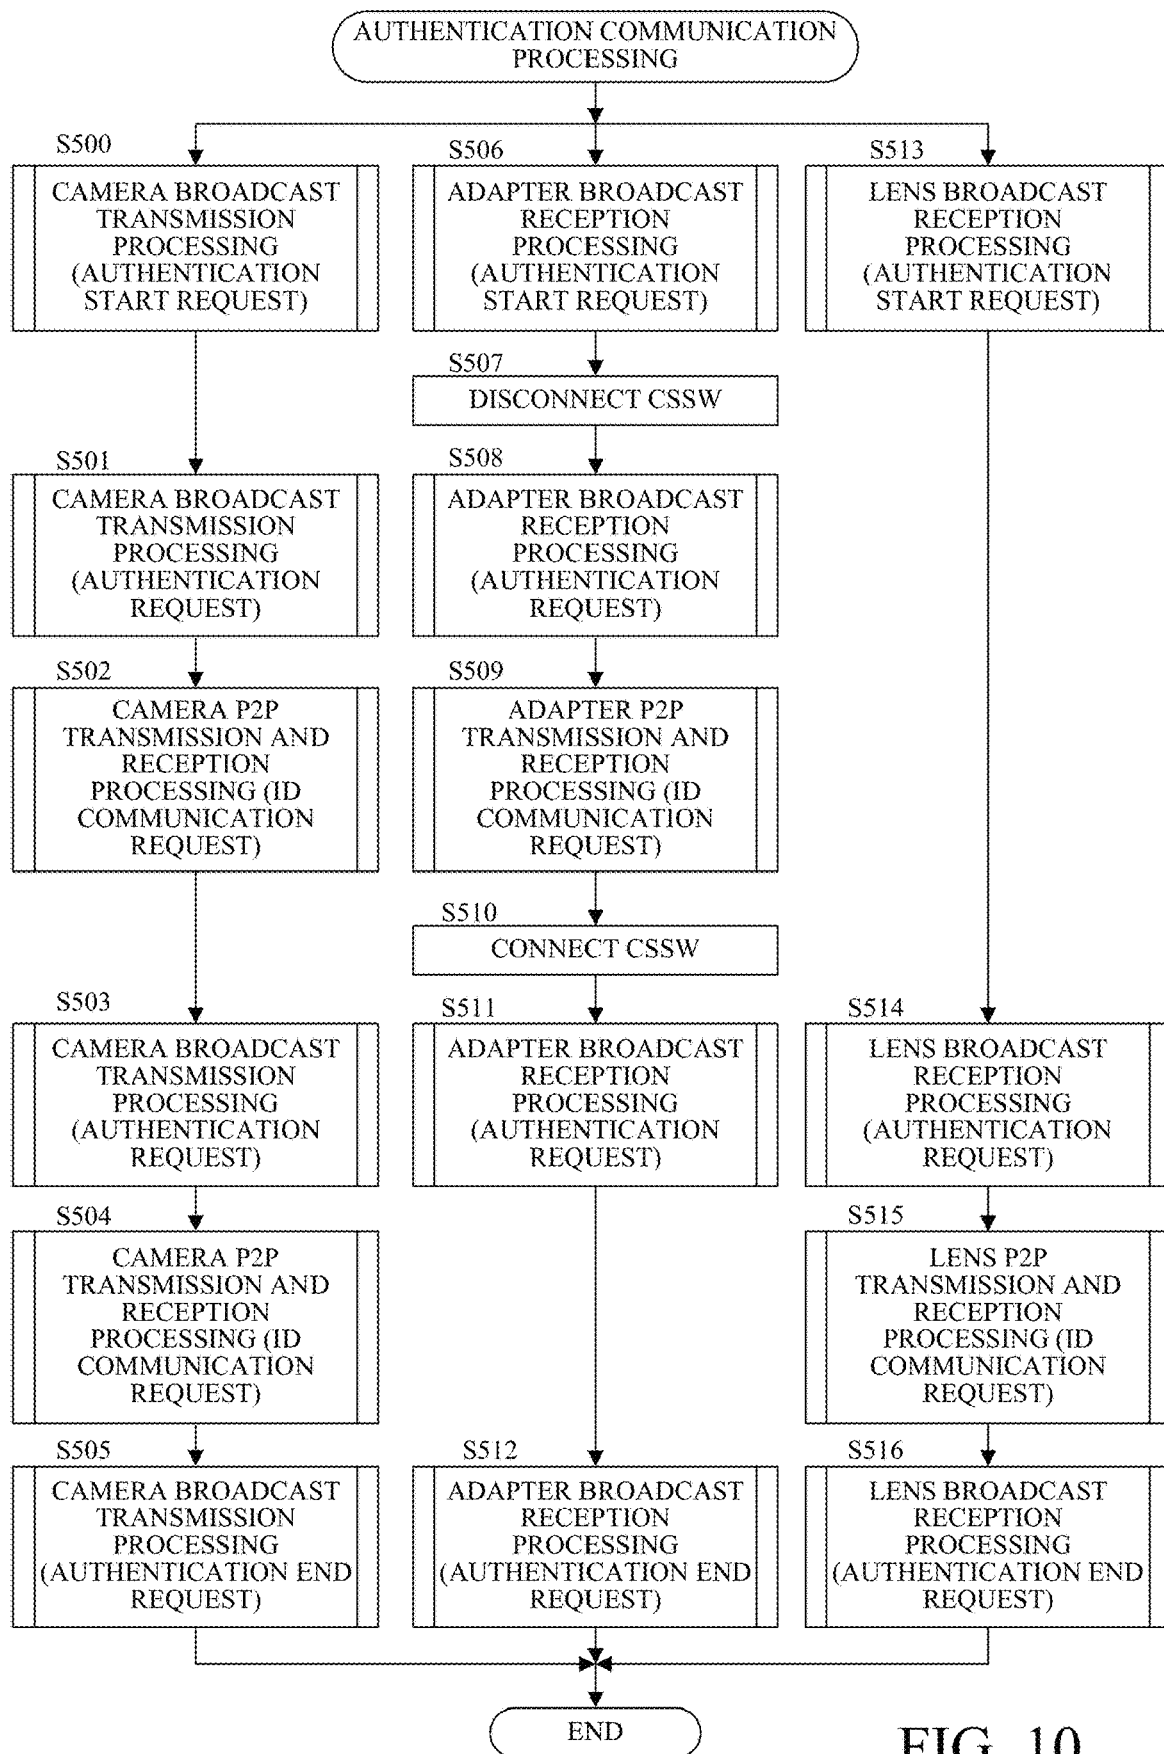 AUTHENTICATION COMMUNICATION
PROCESSING
S500
CAMERA BROADCAST
TRANSMISSION
PROCESSING
(AUTHENTICATION
START REQUEST)
S506
ADAPTER BROADCAST
RECEPTION
PROCESSING
(AUTHENTICATION
START REQUEST)
S513
LENS BROADCAST
RECEPTION
PROCESSING
(AUTHENTICATION
START REQUEST)
S507
DISCONNECT CSSW
S501
CAMERA BROADCAST
TRANSMISSION
PROCESSING
(AUTHENTICATION
REQUEST)
S508
ADAPTER BROADCAST
RECEPTION
PROCESSING
(AUTHENTICATION
REQUEST)
S502
CAMERA P2P
TRANSMISSION AND
RECEPTION
PROCESSING (ID
COMMUNICATION
REQUEST)
S509
ADAPTER P2P
TRANSMISSION AND
RECEPTION
PROCESSING (ID
COMMUNICATION
REQUEST)
S510
CONNECT CSSW
S503
CAMERA BROADCAST
TRANSMISSION
PROCESSING
(AUTHENTICATION
REQUEST)
S511
ADAPTER BROADCAST
RECEPTION
PROCESSING
(AUTHENTICATION
REQUEST)
S514
LENS BROADCAST
RECEPTION
PROCESSING
(AUTHENTICATION
REQUEST)
S504
CAMERA P2P
TRANSMISSION AND
RECEPTION
PROCESSING (ID
COMMUNICATION
REQUEST)
S515
LENS P2P
TRANSMISSION AND
RECEPTION
PROCESSING (ID
COMMUNICATION
REQUEST)
S505
CAMERA BROADCAST
TRANSMISSION
PROCESSING
(AUTHENTICATION END
REQUEST)
S512
ADAPTER BROADCAST
RECEPTION
PROCESSING
(AUTHENTICATION END
REQUEST)
S516
LENS BROADCAST
RECEPTION
PROCESSING
(AUTHENTICATION END
REQUEST)
END
FIG. 10